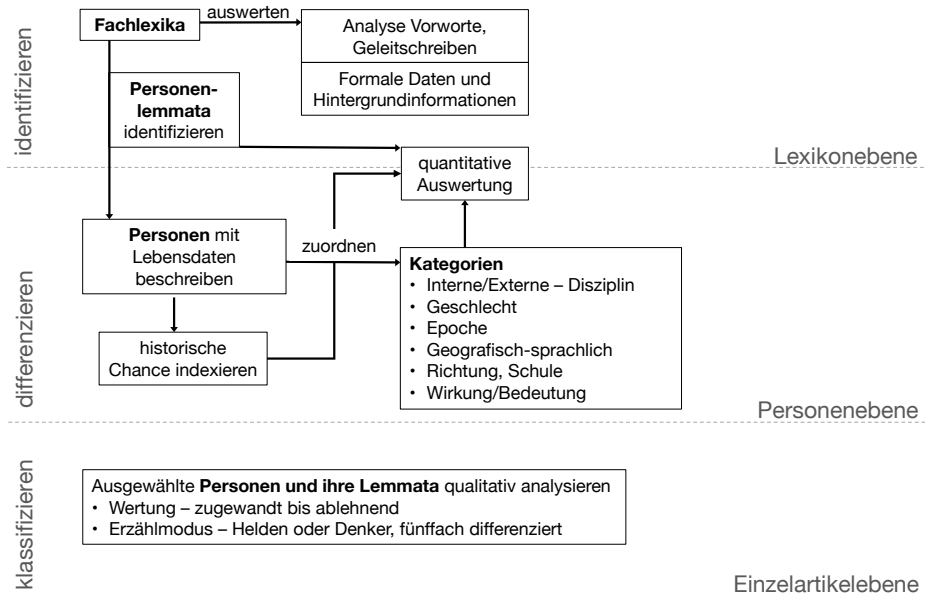 identifizieren
Fachlexika
auswerten
Analyse Vorworte,
Geleitschreiben
Formale Daten und
Hintergrundinformationen
Personen-
lemmata
identifizieren
quantitative
Auswertung
Lexikonebene
differenzieren
Personen mit
Lebensdaten
beschreiben
zuordnen
historische
Chance indexieren
Kategorien
• Interne/Externe – Disziplin
• Geschlecht
• Epoche
• Geografisch-sprachlich
• Richtung, Schule
• Wirkung/Bedeutung
Personenebene
klassifizieren
Ausgewählte Personen und ihre Lemmata qualitativ analysieren
• Wertung – zugewandt bis ablehnend
• Erzählmodus – Helden oder Denker, fünffach differenziert
Einzelartikelebene